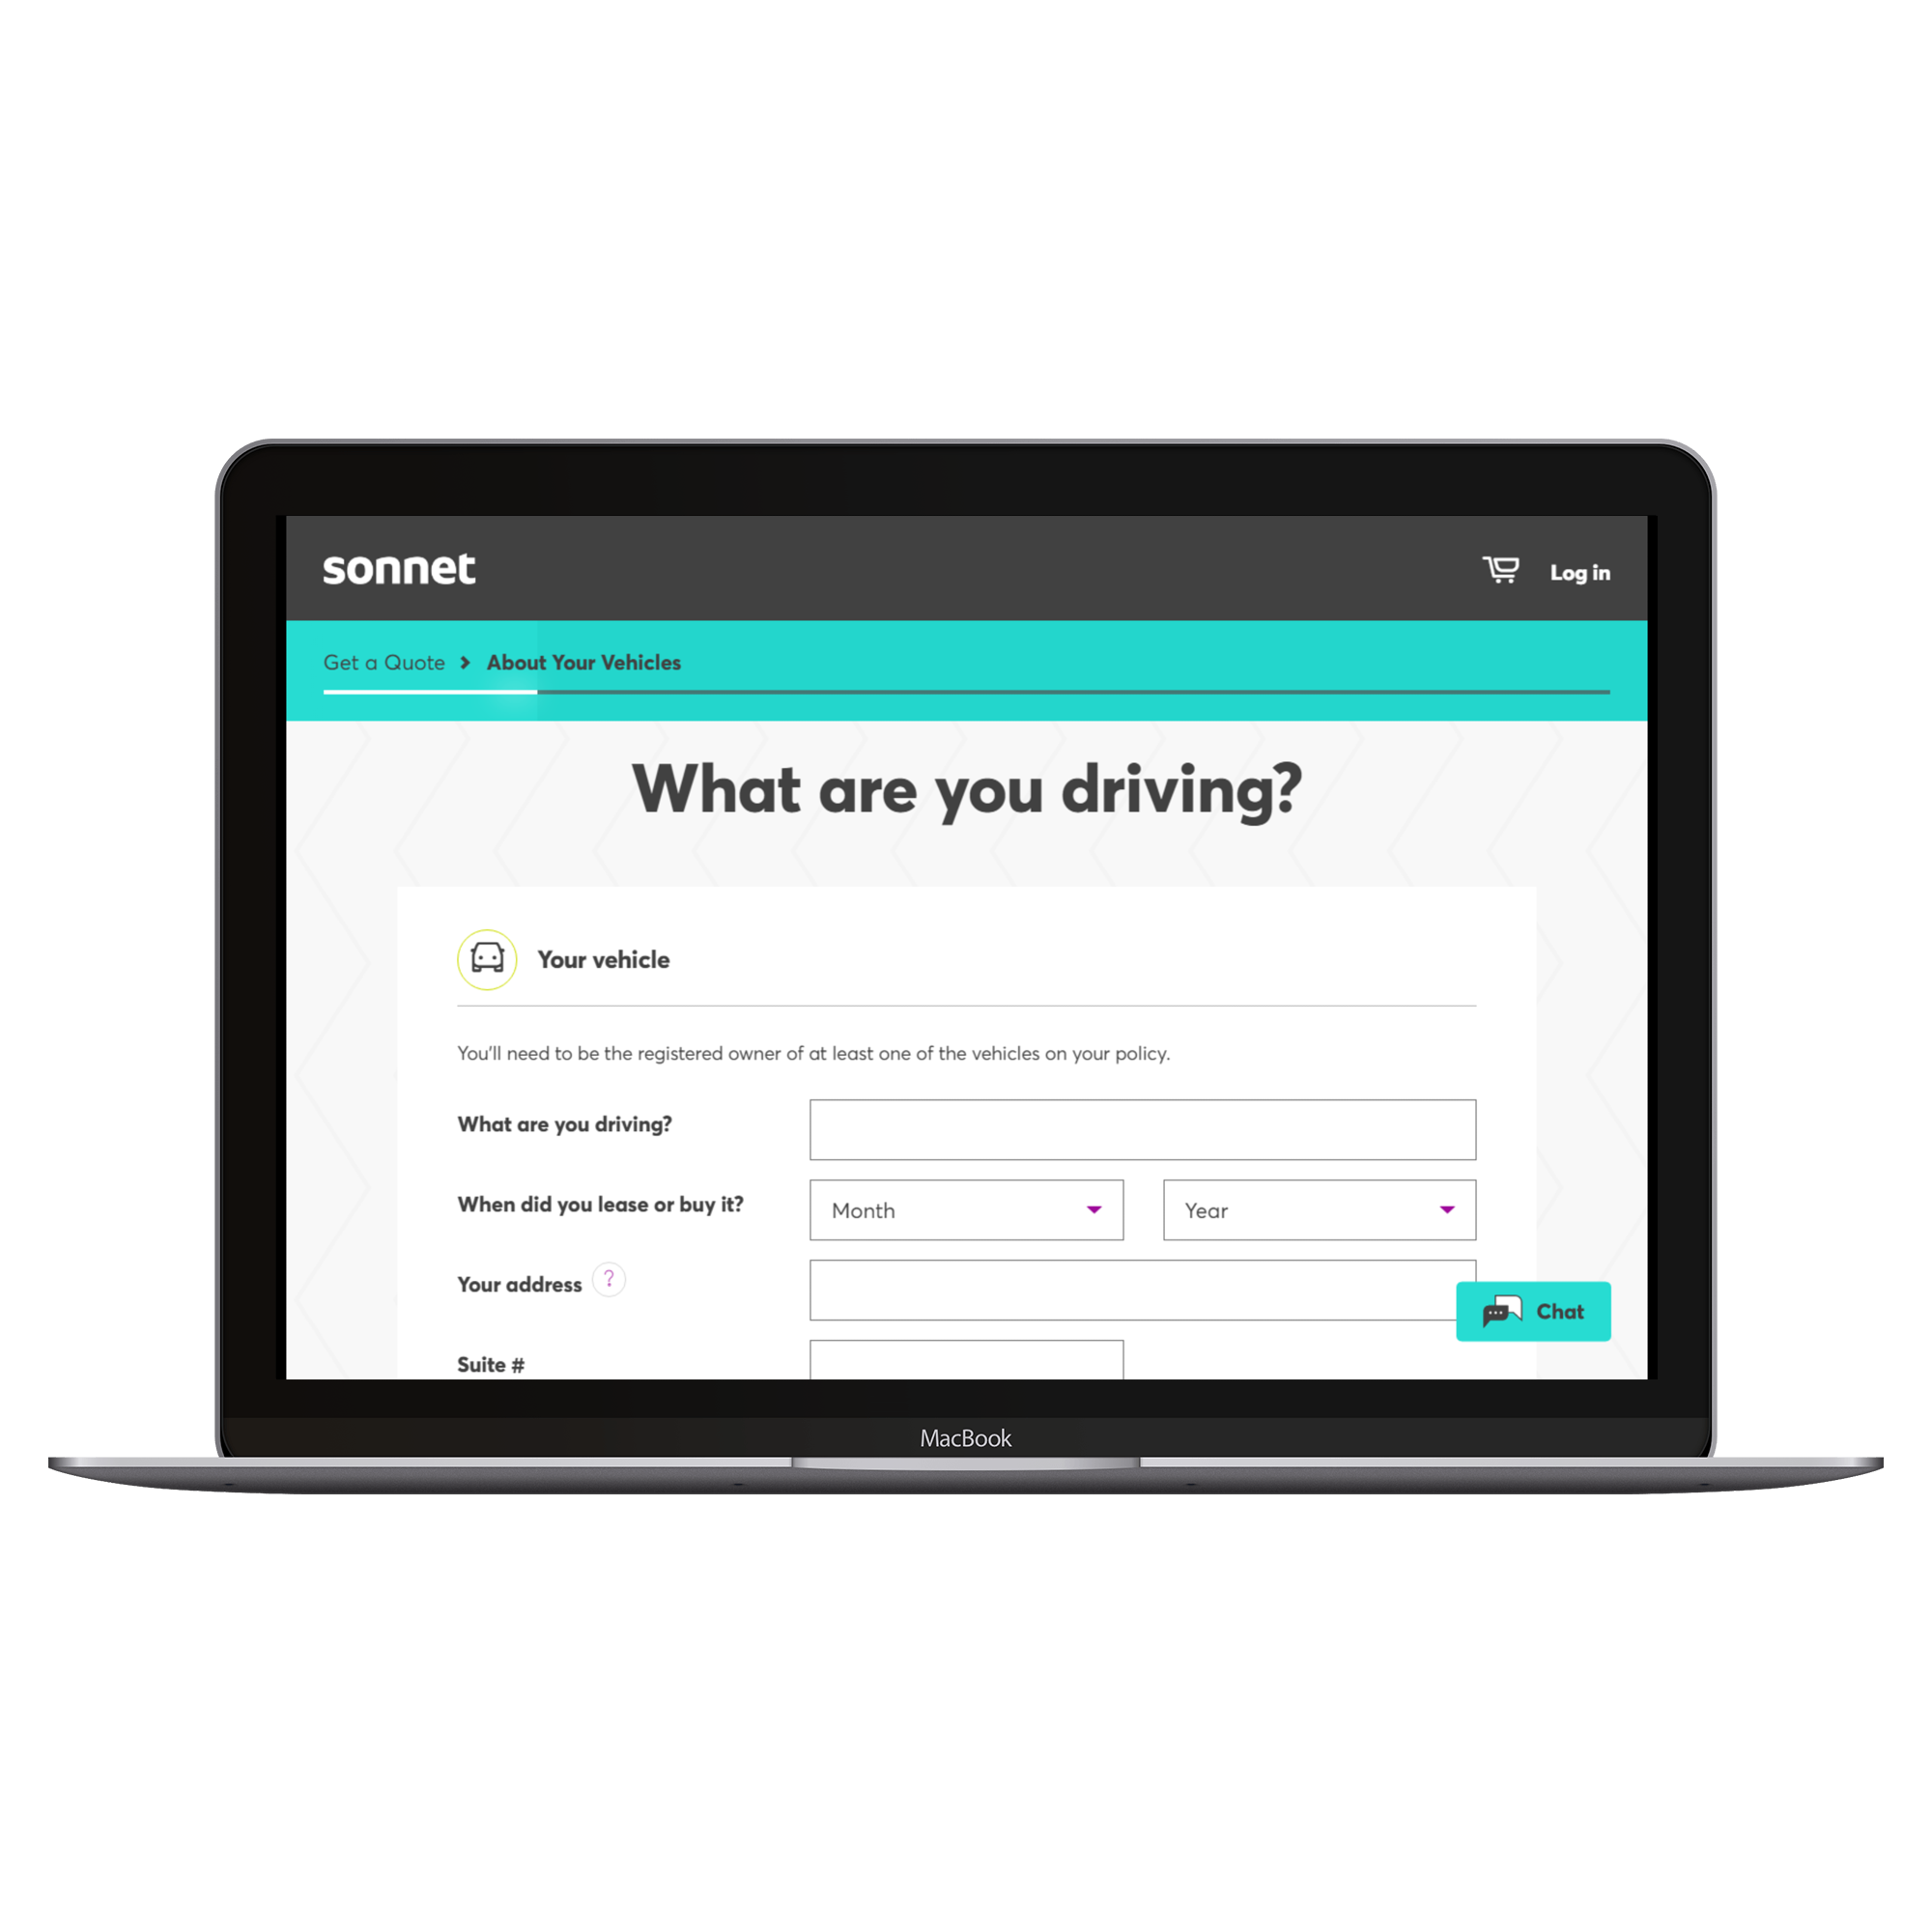 sonnet
Log in
Get a Quote > About Your Vehicles
What are you driving?
Your vehicle
You'll need to be the registered owner of at least one of the vehicles on your policy.
What are you driving?
When did you lease or buy it? Month Year
Your address ?
Chat
Suite #
MacBook